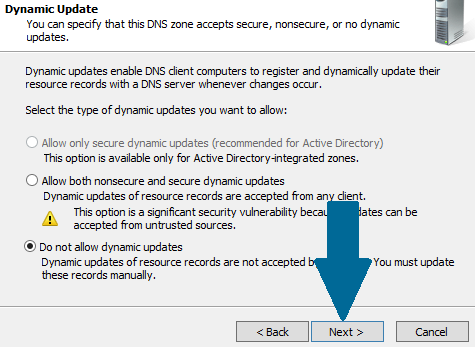 Dynamic Update
You can specify that this DNS zone accepts secure, nonsecure, or no dynamic
updates.
Dynamic updates enable DNS client computers to register and dynamically update their
resource records with a DNS server whenever changes occur.
Select the type of dynamic updates you want to allow:
Allow only secure dynamic updates (recommended for Active Directory)
This option is available only for Active Directory-integrated zones.
Allow both nonsecure and secure dynamic updates
Dynamic updates of resource records are accepted from any client.
This option is a significant security vulnerability because updates can be
accepted from untrusted sources.
Do not allow dynamic updates
Dynamic updates of resource records are not accepted You must update
these records manually.
< Back Next > Cancel